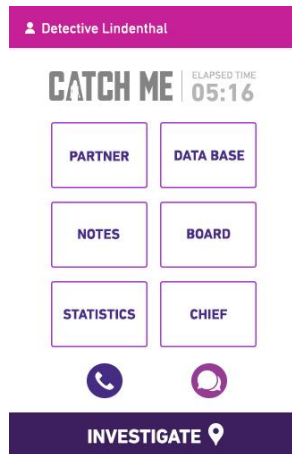 Detective Lindenthal
CATCH ME
ELAPSED TIME
05:16
PARTNER
DATA BASE
NOTES
BOARD
STATISTICS
CHIEF
INVESTIGATE